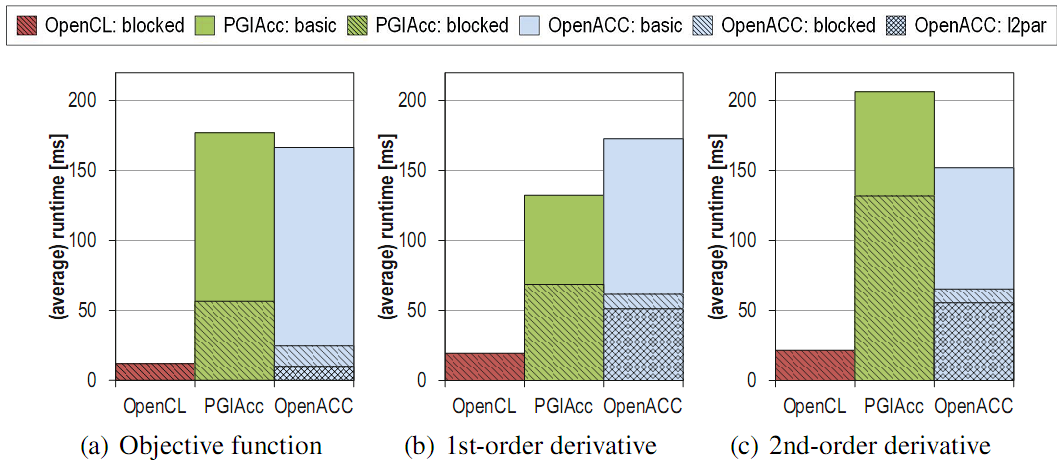 OpenCL: blocked PGIAcc: basic PGIAcc: blocked OpenACC: basic OpenACC: blocked OpenACC: l2par
(average) runtime [ms]
200
150
100
50
0
OpenCL PGIAcc OpenACC
(a) Objective function
(average) runtime [ms]
200
150
100
50
0
OpenCL PGIAcc OpenACC
(b) 1st-order derivative
(average) runtime [ms]
200
150
100
50
0
OpenCL PGIAcc OpenACC
(c) 2nd-order derivative